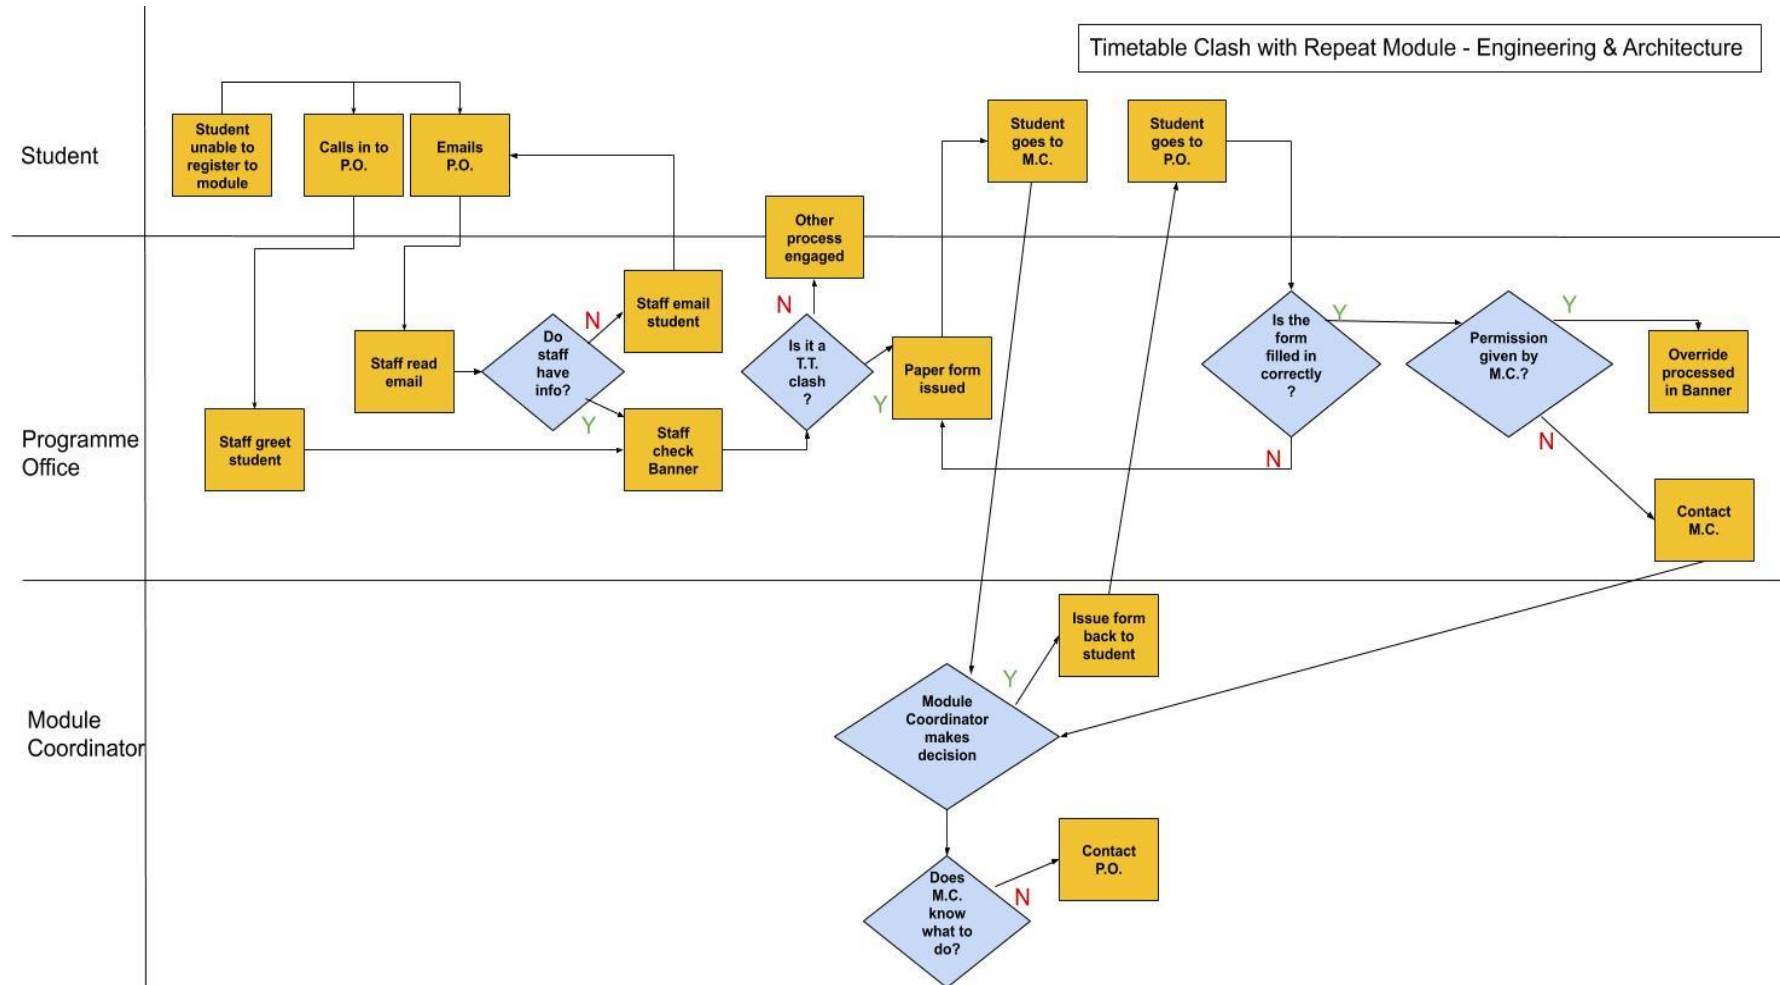 Timetable Clash with Repeat Module - Engineering & Architecture
Student
Student
unable to
register to
module
Calls in to
P.O.
Emails
P.O.
Student
goes to
M.C.
Student
goes to
P.O.
Other
process
engaged
Programme
Office
Staff greet
student
Staff read
email
Do
staff
have
info?
N
Y
Staff email
student
Staff
check
Banner
Is it a
T.T.
clash
?
N
Y
Paper form
issued
Is the
form
filled in
correctly
?
Y
N
Permission
given by
M.C.?
Y
N
Override
processed
in Banner
Contact
M.C.
Module
Coordinator
Module
Coordinator
makes
decision
Y
Issue form
back to
student
Does
M.C.
know
what to
do?
N
Contact
P.O.